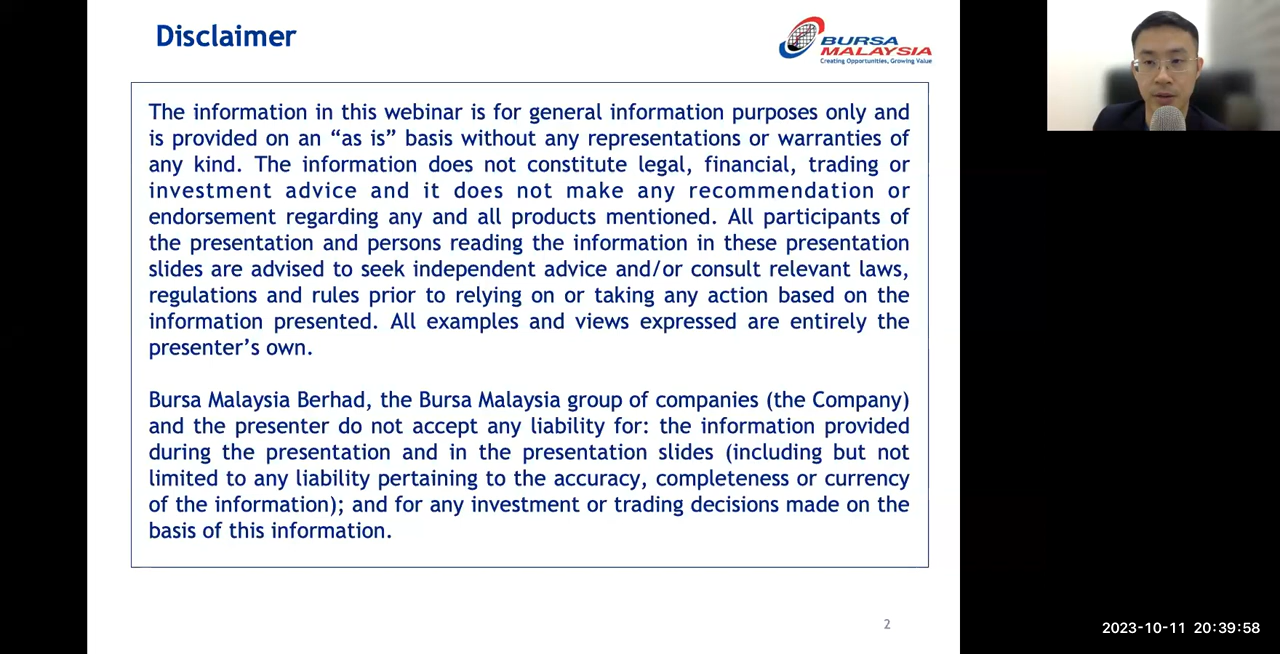 Disclaimer
BURSA
MALAYSIA
Creating Opportunities, Growing Value
The information in this webinar is for general information purposes only and
is provided on an “as is” basis without any representations or warranties of
any kind. The information does not constitute legal, financial, trading or
investment advice and it does not make any recommendation or
endorsement regarding any and all products mentioned. All participants of
the presentation and persons reading the information in these presentation
slides are advised to seek independent advice and/or consult relevant laws,
regulations and rules prior to relying on or taking any action based on the
information presented. All examples and views expressed are entirely the
presenter’s own.
Bursa Malaysia Berhad, the Bursa Malaysia group of companies (the Company)
and the presenter do not accept any liability for: the information provided
during the presentation and in the presentation slides (including but not
limited to any liability pertaining to the accuracy, completeness or currency
of the information); and for any investment or trading decisions made on the
basis of this information.
2
2023-10-11 20:39:58